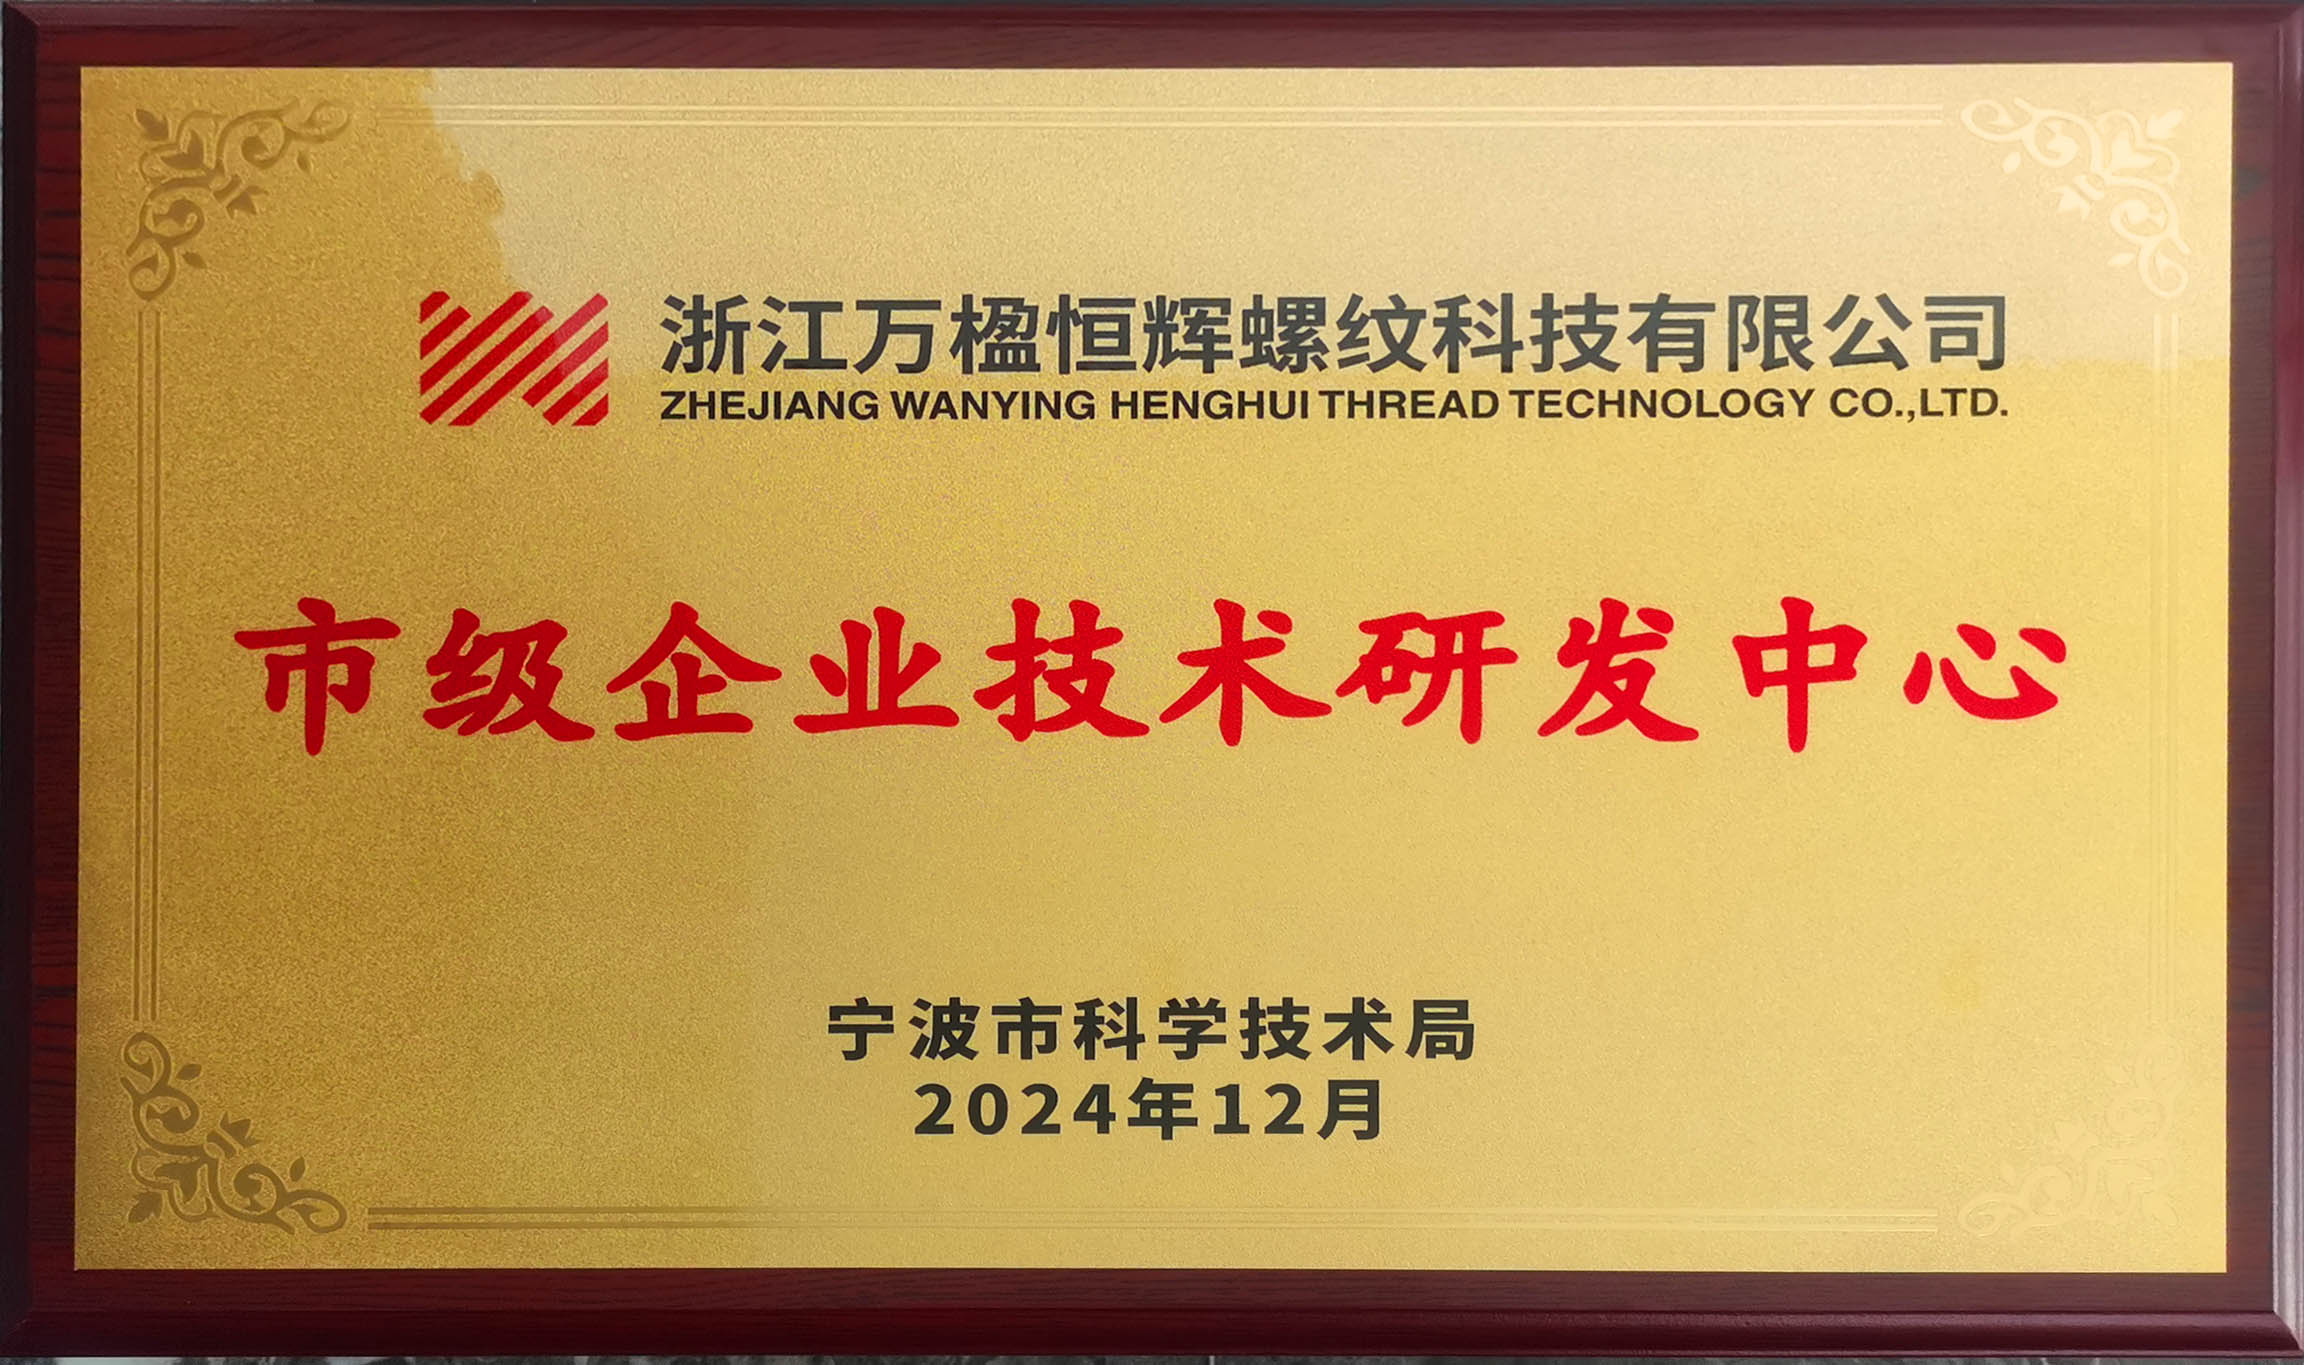 浙江万楹恒辉螺纹科技有限公司
ZHEJIANG WANYING HENGHUI THREAD TECHNOLOGY CO.,LTD.
市级企业技术研发中心
宁波市科学技术局
2024年12月